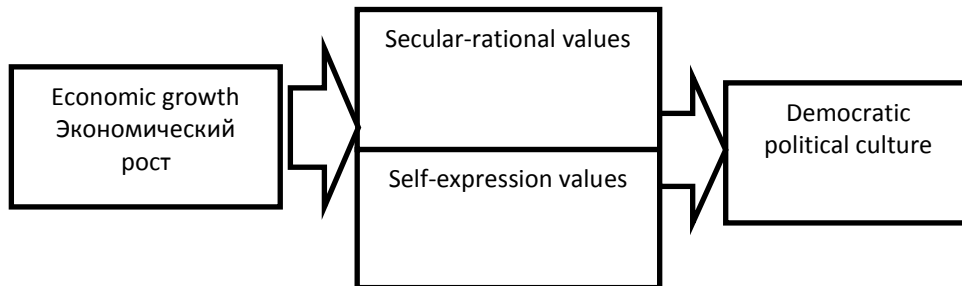 Economic growth
Экономический
рост
Secular-rational values
Self-expression values
Democratic
political culture